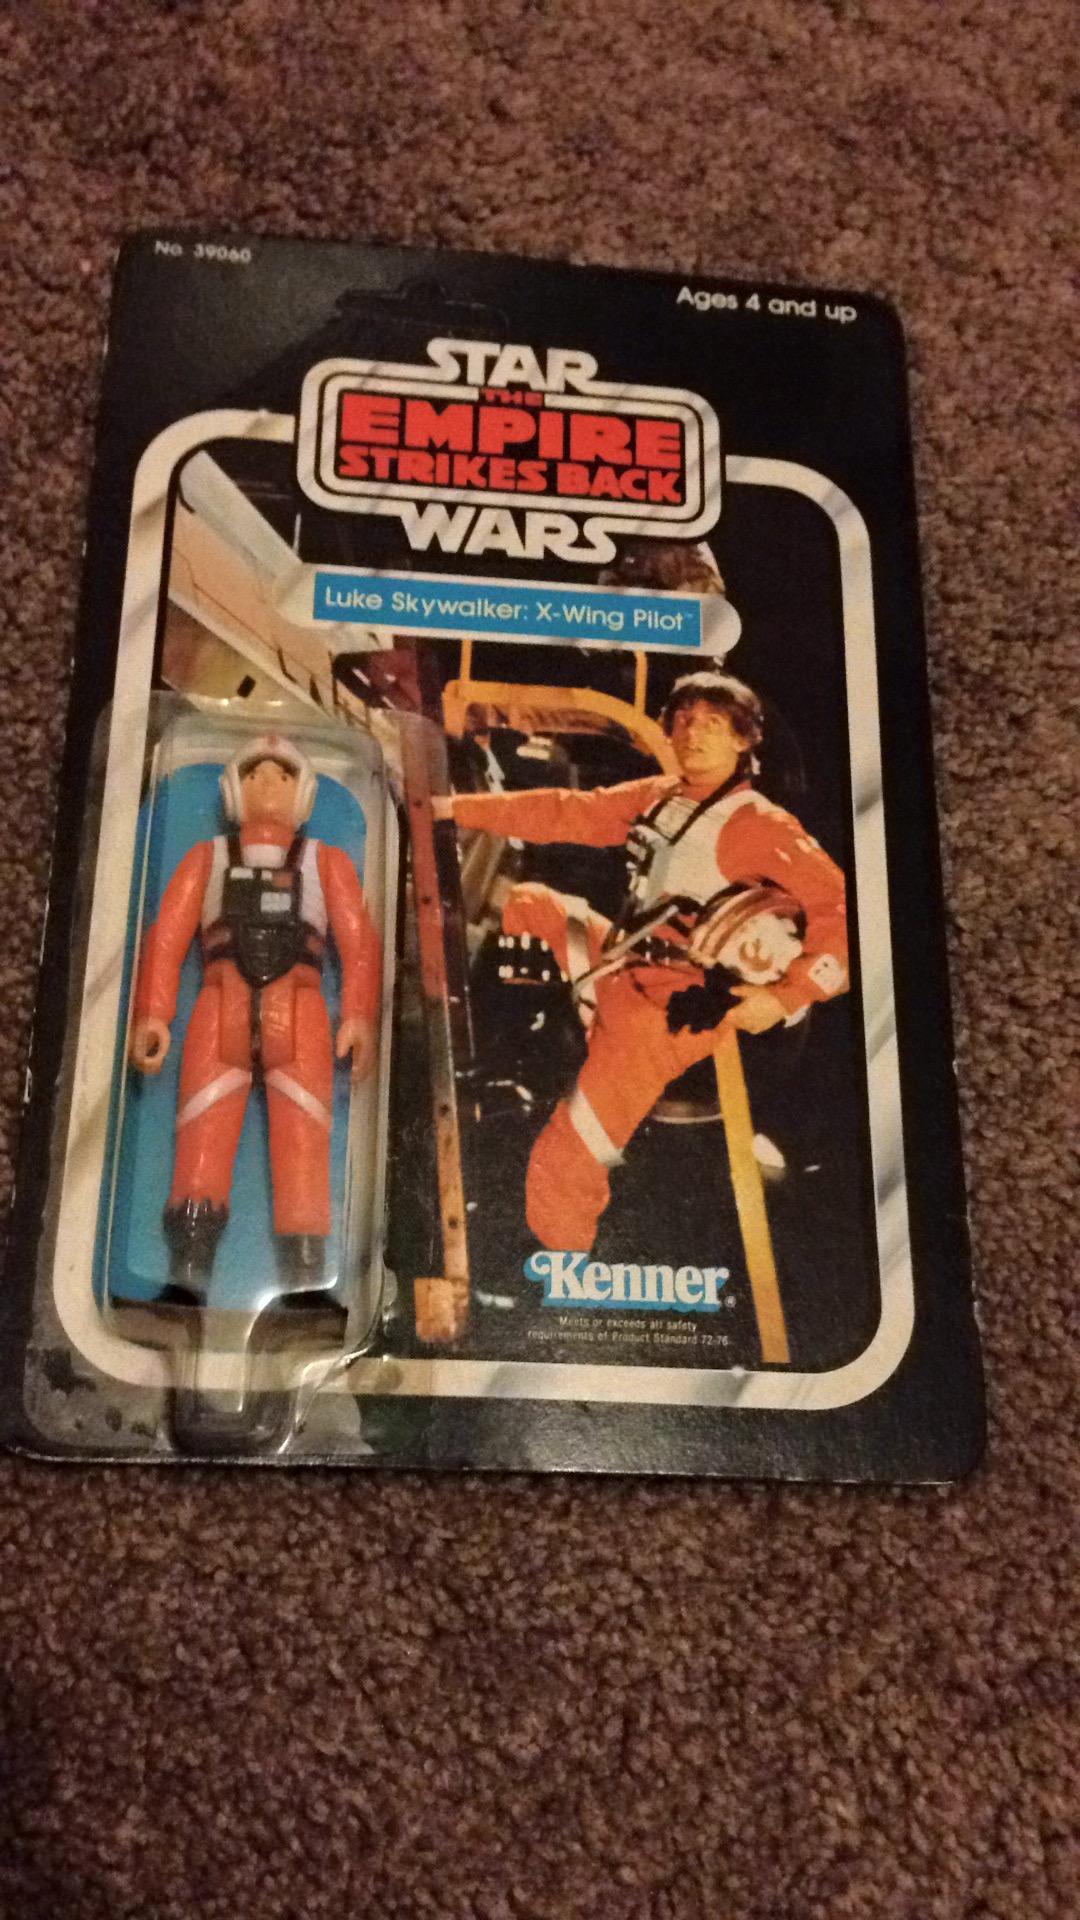 No. 39060
Ages 4 and up
STAR
THE
EMPIRE
STRIKES BACK
WARS
Luke Skywalker: X-Wing Pilot™
Kenner®
Meets or exceeds all safety
requirements of Product Standard 72-76